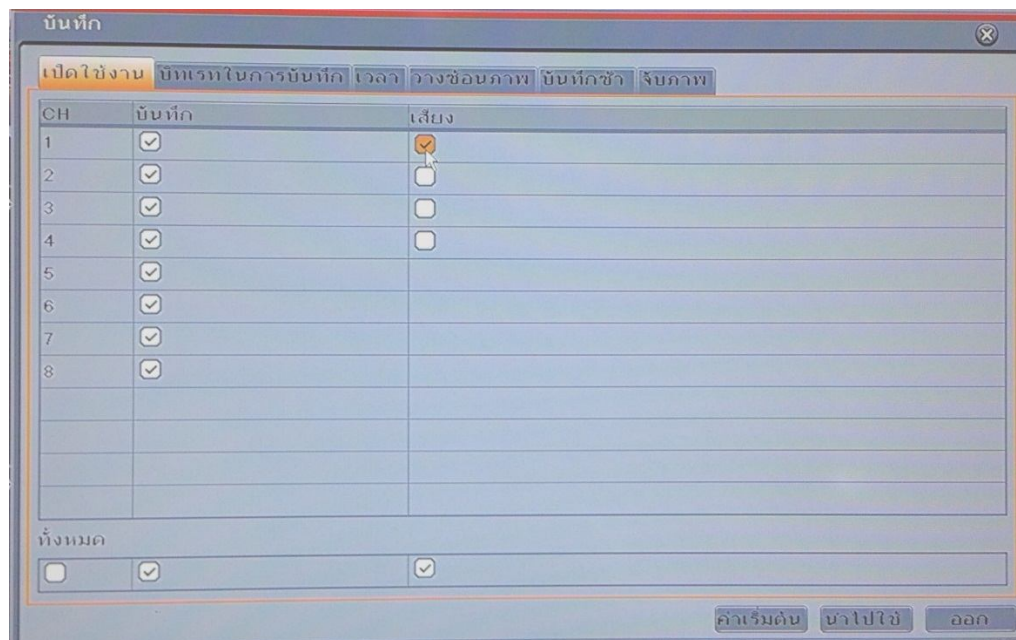 บันทึก
เปิดใช้งาน บิทเรทในการบันทึก เวลา วางซ้อนภาพ บันทึกซ้ำ จับภาพ
CH บันทึก เสียง
1
2
3
4
5
6
7
8
ทั้งหมด
ค่าเริ่มต้น นำไปใช้ ออก